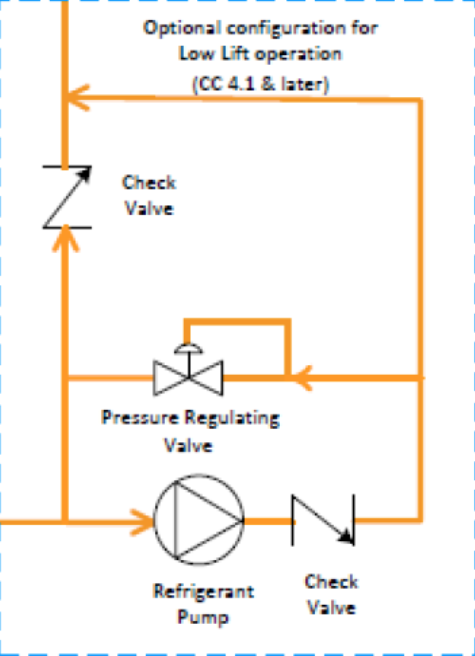 Optional configuration for
Low Lift operation
(CC 4.1 & later)
Check
Valve
Pressure Regulating
Valve
Refrigerant
Pump
Check
Valve